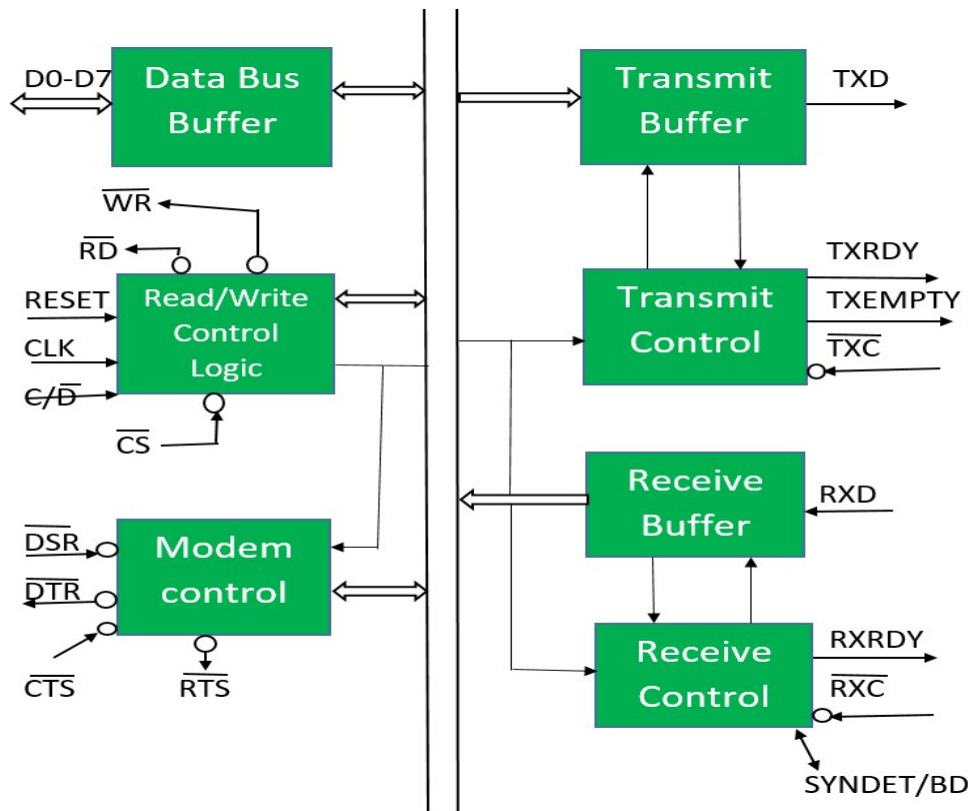 D0-D7
Data Bus
Buffer
WR
RD
RESET
CLK
C/D
Read/Write
Control
Logic
CS
DSR
DTR
CTS
Modem
control
RTS
Transmit
Buffer
TXD
Transmit
Control
TXRDY
TXEMPTY
TXC
Receive
Buffer
RXD
Receive
Control
RXRDY
RXC
SYNDET/BD